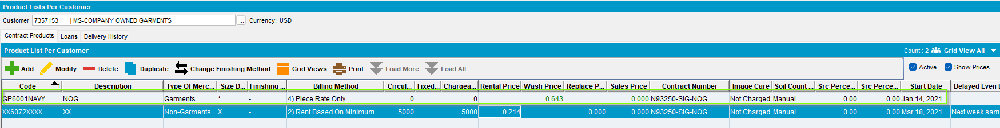 Product Lists Per Customer
Customer 7357153 | MS-COMPANY OWNED GARMENTS ... Currency: USD
Contract Products Loans Delivery History
Product List Per Customer Count : 2 Grid View All
Add Modify Delete Duplicate Change Finishing Method Grid Views Print Load More Load All Active Show Prices
Code 1 Description Type Of Merc... Size D... Finishing ... Billing Method Circul... Fixed... Chargea... Rental Price Wash Price Replace P... Sales Price Contract Number Image Care Soil Count ... Src Perce... Src Perce... Start Date Delayed Even B
GP6001NAVY NOG Garments * - 4) Piece Rate Only 0 0 0.643 0.000 N93250-SIG-NOG Not Charged Manual 0.00 0.00 Jan 14, 2021
XX6072XXXX XX Non-Garments X - 2) Rent Based On Minimum 5000 5000 0.214 0.000 0.000 N93250-SIG-NOG Not Charged Manual 0.00 0.00 Mar 18, 2021 Next week sam